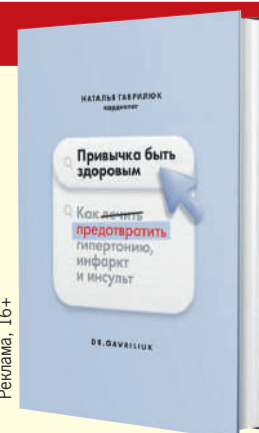 НАТАЛЬЯ ГАВРИЛЮК
кардиолог
Привычка быть
здоровым
Как лечить
предотвратить
гипертонию,
инфаркт
и инсульт
DR.GAVRILIUK
Реклама, 16+